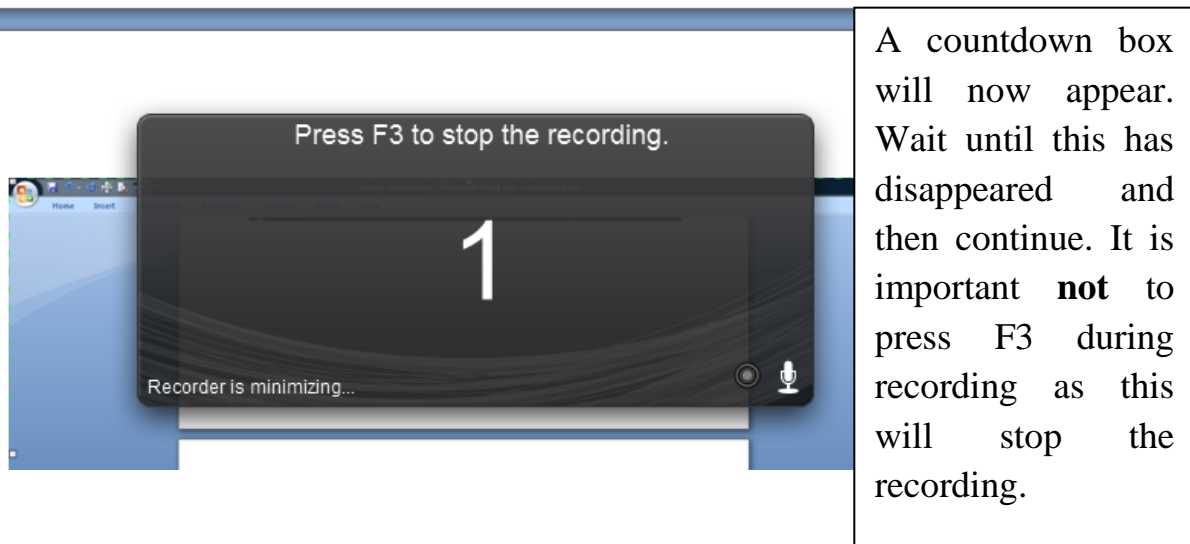 Press F3 to stop the recording.
Home Insert
1
Recorder is minimizing...
A countdown box
will now appear.
Wait until this has
disappeared and
then continue. It is
important not to
press F3 during
recording as this
will stop the
recording.